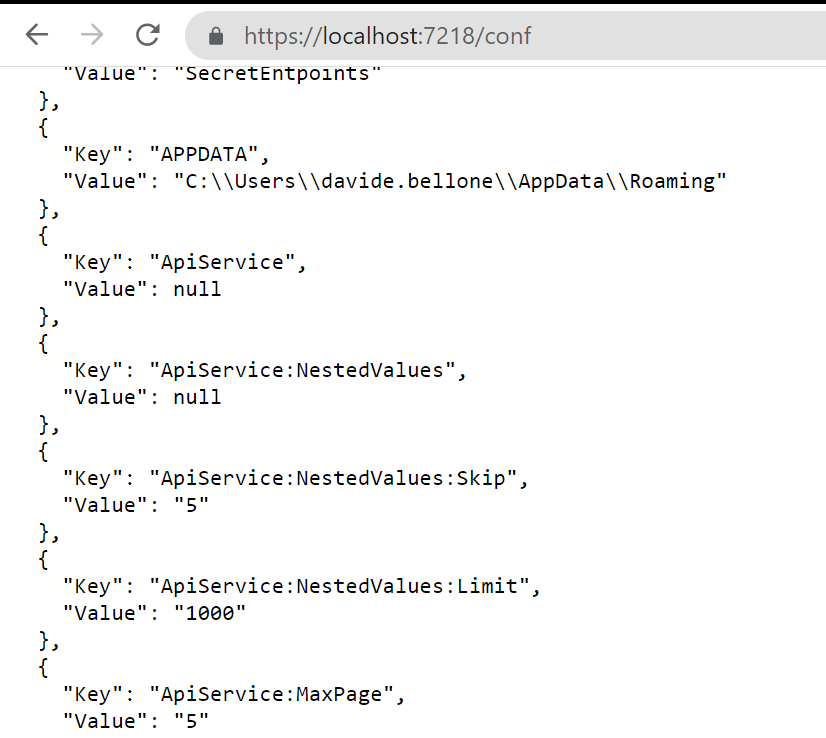 https://localhost:7218/conf
"Value": "SecretEntpoints"
},
{
"Key": "APPDATA",
"Value": "C:\\Users\\davide.bellone\\AppData\\Roaming"
},
{
"Key": "ApiService",
"Value": null
},
{
"Key": "ApiService:NestedValues",
"Value": null
},
{
"Key": "ApiService:NestedValues:Skip",
"Value": "5"
},
{
"Key": "ApiService:NestedValues:Limit",
"Value": "1000"
},
{
"Key": "ApiService:MaxPage",
"Value": "5"